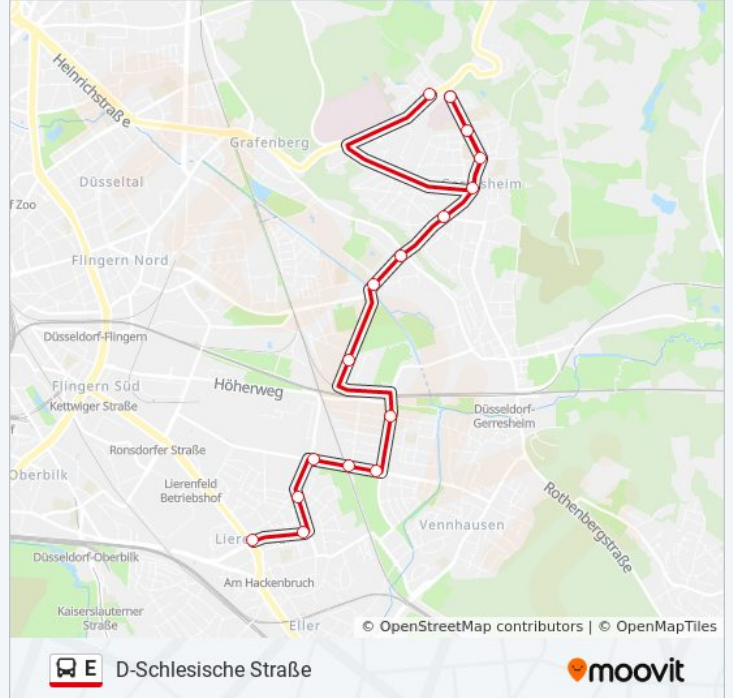 Heinrichstraße
Grafenberg
Düsseltal
Gerresheim
f Zoo
Flingern Nord
Düsseldorf-Flingern
Flingern Süd
Höherweg
Kettwiger Straße
Düsseldorf-
Gerresheim
f
Ronsdorfer Straße
Oberbilk
Lierenfeld
Betriebshof
Rothenbergstraße
Vennhausen
Düsseldorf-Oberbilk
Am Hackenbruch
Kaiserslauterner
Straße
Eller
© OpenStreetMap contributors | © OpenMapTiles
E D-Schlesische Straße
moovit